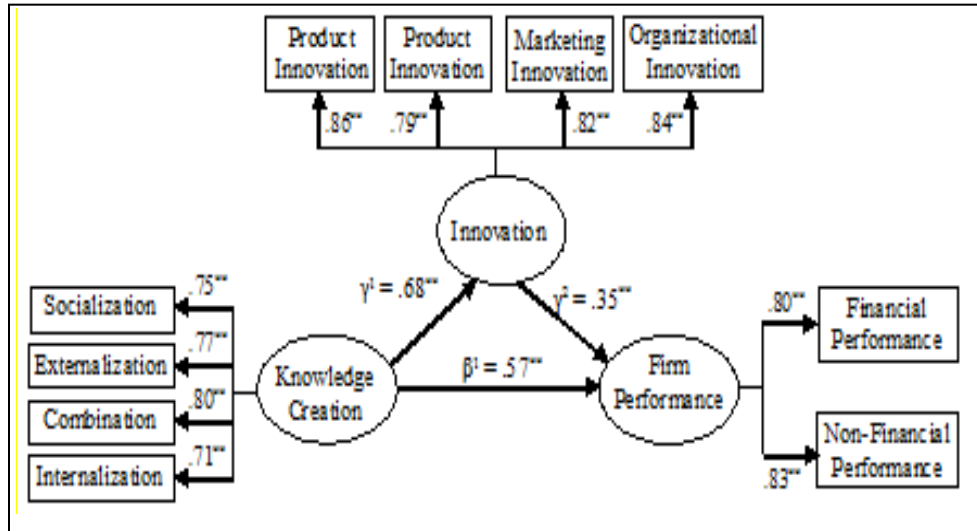 Product
Innovation
Product
Innovation
Marketing
Innovation
Organizational
Innovation
.86**
.79**
.82**
.84**
Innovation
γ¹ = .68**
γ² = .35**
Socialization
.75**
Externalization
.77**
Combination
.80**
Internalization
.71**
Knowledge
Creation
β¹ = .57**
Firm
Performance
.80**
Financial
Performance
.83**
Non-Financial
Performance